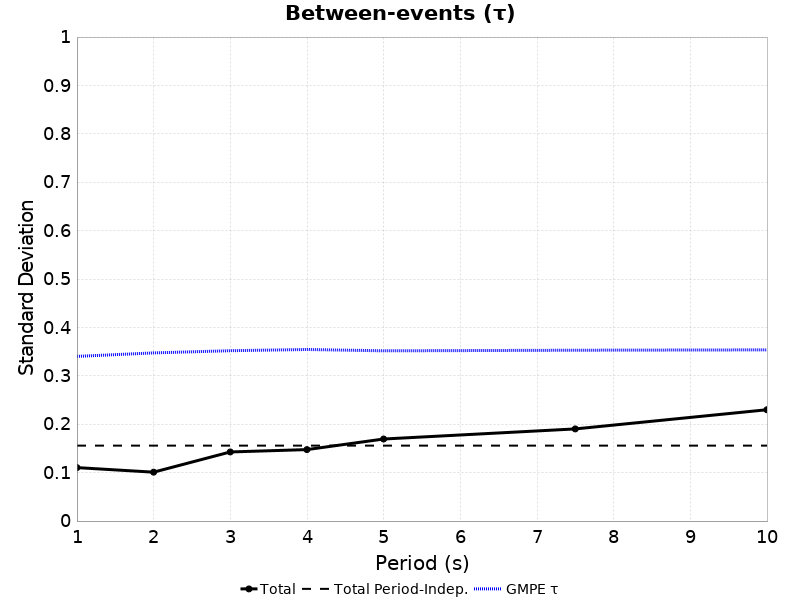 Between-events (τ)
1
0.9
0.8
0.7
0.6
0.5
0.4
0.3
0.2
0.1
0
Standard Deviation
1 2 3 4 5 6 7 8 9 10
Period (s)
Total Total Period-Indep. GMPE τ